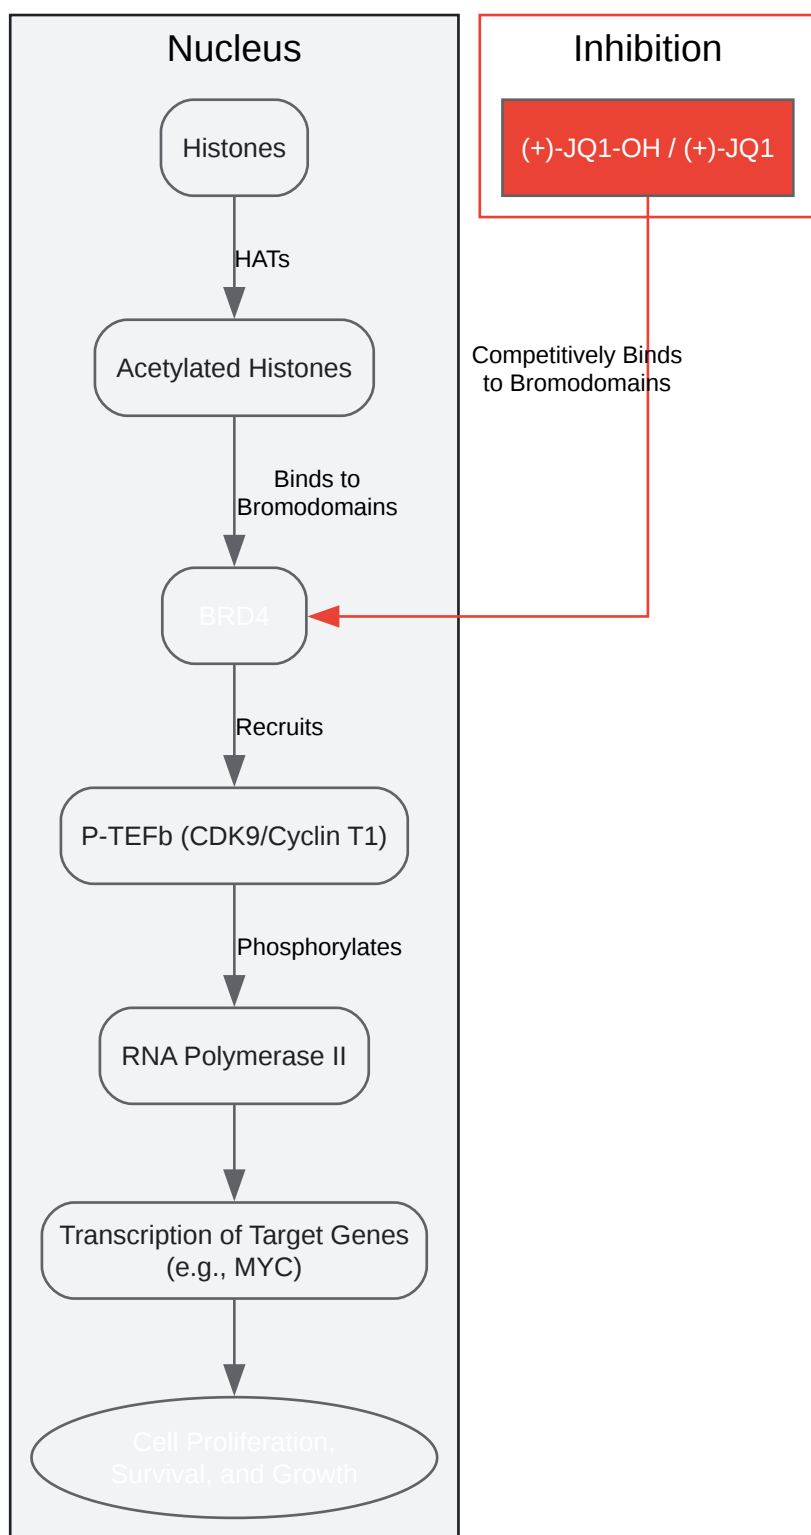 Nucleus
Inhibition
Histones
(+)-JQ1-OH / (+)-JQ1
HATs
Acetylated Histones
Competitively Binds
to Bromodomains
Binds to
Bromodomains
BRD4
Recruits
P-TEFb (CDK9/Cyclin T1)
Phosphorylates
RNA Polymerase II
Transcription of Target Genes
(e.g., MYC)
Cell Proliferation,
Survival, and Growth